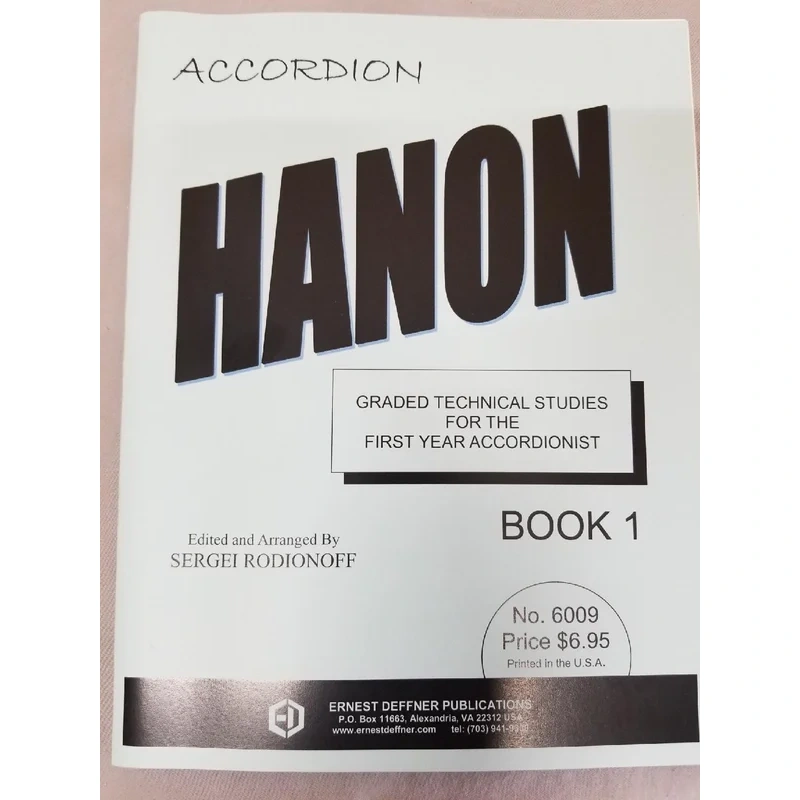 ACCORDION
HANON
GRADED TECHNICAL STUDIES
FOR THE
FIRST YEAR ACCORDIONIST
BOOK 1
Edited and Arranged By
SERGEI RODIONOFF
No. 6009
Price $6.95
Printed in the U.S.A.
ERNEST DEFFNER PUBLICATIONS
P.O. Box 11663, Alexandria, VA 22312 USA
www.ernestdeffner.com tel: (703)